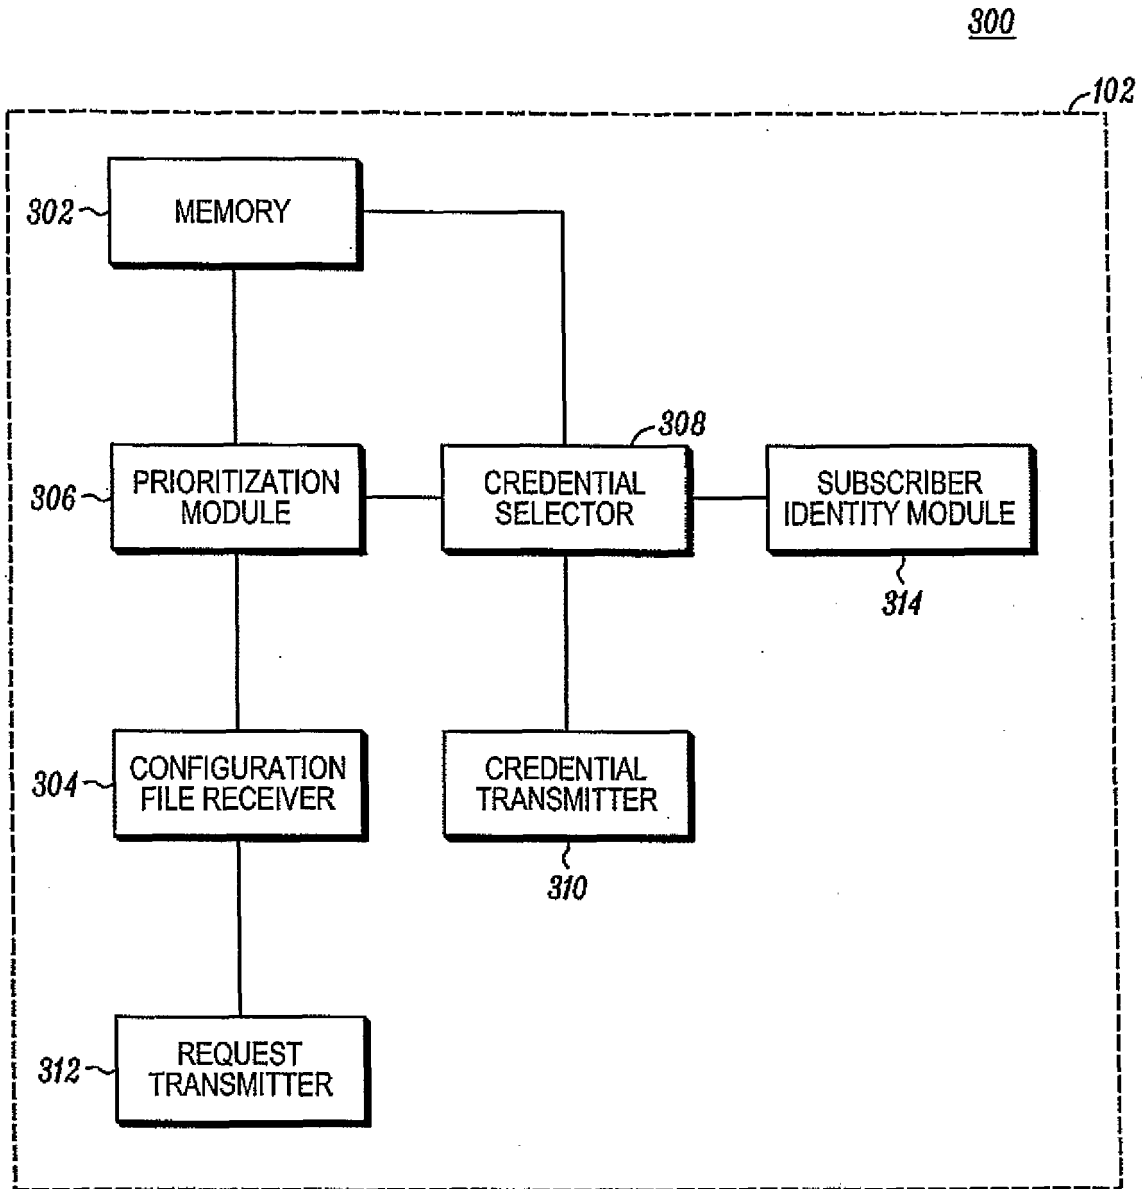 300
102
302
MEMORY
308
306
PRIORITIZATION
MODULE
CREDENTIAL
SELECTOR
SUBSCRIBER
IDENTITY MODULE
314
304
CONFIGURATION
FILE RECEIVER
CREDENTIAL
TRANSMITTER
310
312
REQUEST
TRANSMITTER